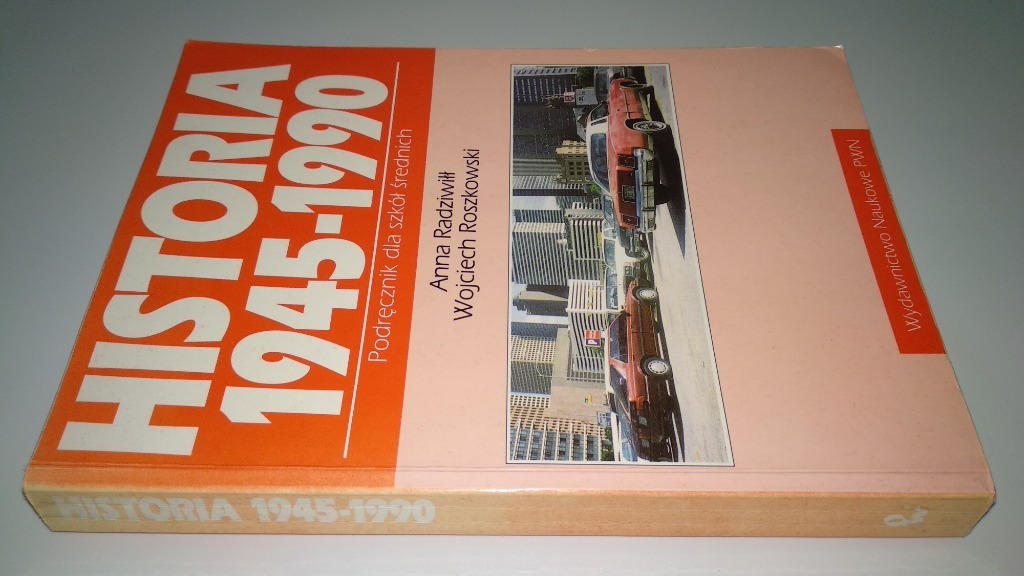 HISTORIA
1945-1990
Podręcznik dla szkół średnich
Anna Radziwiłł
Wojciech Roszkowski
Wydawnictwo Naukowe PWN
HISTORIA 1945-1990